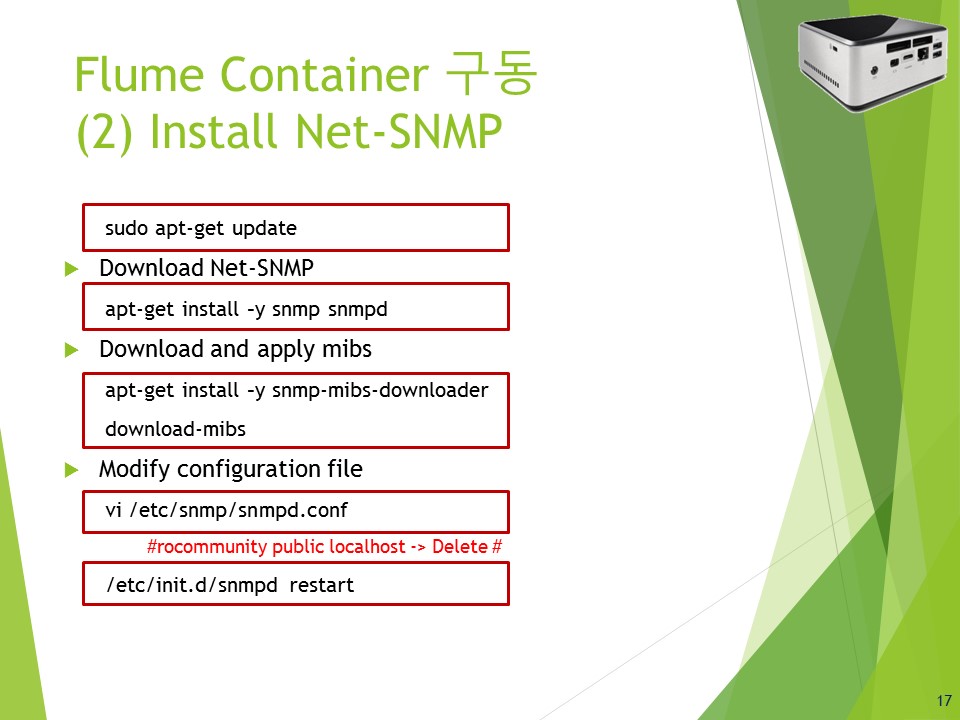 Flume Container 구동
(2) Install Net-SNMP
sudo apt-get update
Download Net-SNMP
apt-get install –y snmp snmpd
Download and apply mibs
apt-get install –y snmp-mibs-downloader
download-mibs
Modify configuration file
vi /etc/snmp/snmpd.conf
#rocommunity public localhost -> Delete #
/etc/init.d/snmpd restart
17